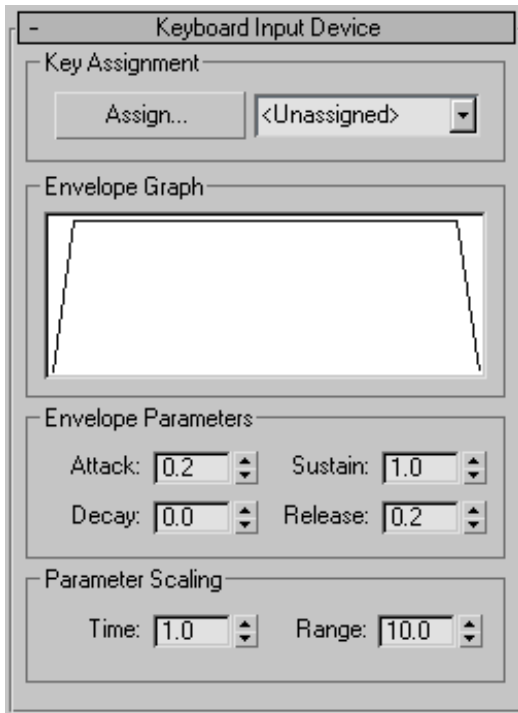 - Keyboard Input Device
Key Assignment
Assign... <Unassigned>
Envelope Graph
Envelope Parameters
Attack: 0.2 Sustain: 1.0
Decay: 0.0 Release: 0.2
Parameter Scaling
Time: 1.0 Range: 10.0